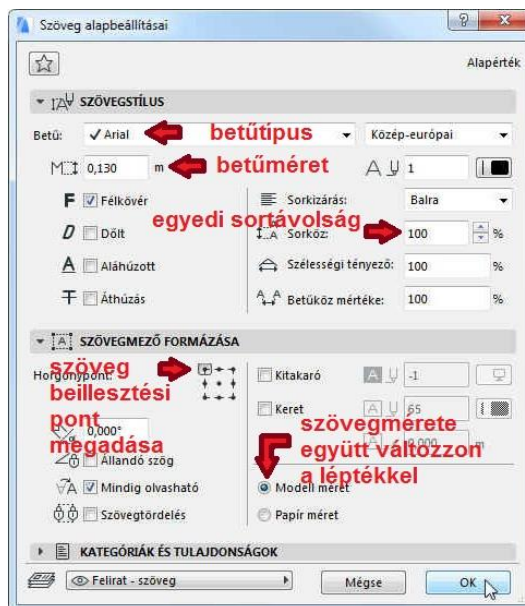 Szöveg alapbeállításai
Alapérték
SZÖVEGSTÍLUS
Betű: Arial betűtípus Közép-európai
0,130 m betűméret 1
F Félkövér Sorkizárás: Balra
egyedi sortávolság
D Dőlt Sorköz: 100 %
A Aláhúzott Szélességi tényező: 100 %
T Áthúzás Betűköz mértéke: 100 %
SZÖVEGMEZŐ FORMÁZÁSA
Horgonypont: Kitakaró -1
szöveg beillesztési pont megadása
Keret 65
0,000° 0,000 m
szövegmérete együtt változzon a léptékkel
Állandó szög
Mindig olvasható Modell méret
Szövegtördelés Papír méret
KATEGÓRIÁK ÉS TULAJDONSÁGOK
Felirat - szöveg Mégse OK